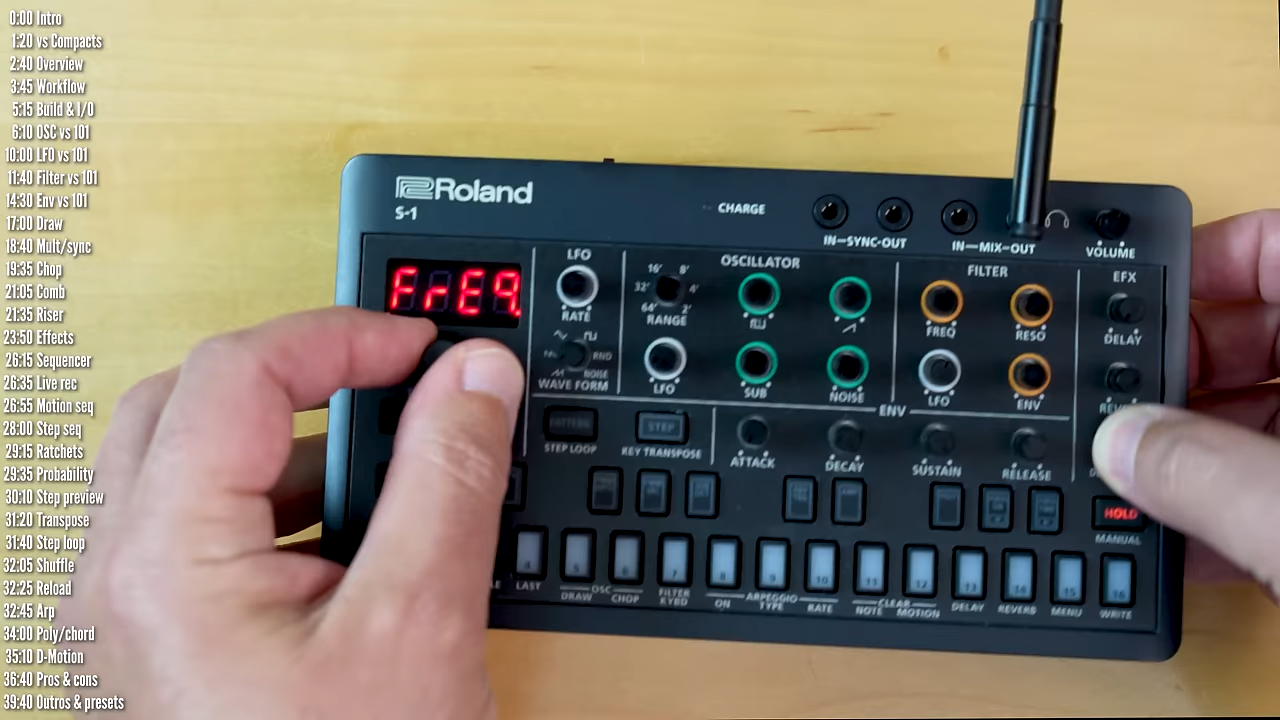 0:00 Intro
1:20 vs Compacts
2:40 Overview
3:45 Workflow
5:15 Build & I/O
6:10 OSC vs 101
10:00 LFO vs 101
11:40 Filter vs 101
14:30 Env vs 101
17:00 Draw
18:40 Mult/sync
19:35 Chop
21:05 Comb
21:35 Riser
23:50 Effects
26:15 Sequencer
26:35 Live rec
26:55 Motion seq
28:00 Step seq
29:15 Ratchets
29:35 Probability
30:10 Step preview
31:20 Transpose
31:40 Step loop
32:05 Shuffle
32:25 Reload
32:45 Arp
34:00 Poly/chord
35:10 D-Motion
36:40 Pros & cons
39:40 Outros & presets
Roland
S-1
CHARGE
IN-SYNC-OUT
IN-MIX-OUT
VOLUME
FrEq.
LFO
RATE
WAVE FORM
RND
NOISE
OSCILLATOR
16' 8'
32' 4'
64' 2'
RANGE
LFO
SUB
NOISE
FILTER
FREQ
RESO
LFO
ENV
EFX
DELAY
ENV
PATTERN
STEP
STEP LOOP
KEY TRANSPOSE
ATTACK
DECAY
SUSTAIN
RELEASE
HOLD
MANUAL
4 5 6 7 8 9 10 11 12 13 14 15 16
LAST
DRAW
OSC
CHOP
FILTER
KYBD
ON
ARPEGGIO
TYPE
RATE
NOTE
CLEAR
MOTION
DELAY
REVERB
MENU
WRITE